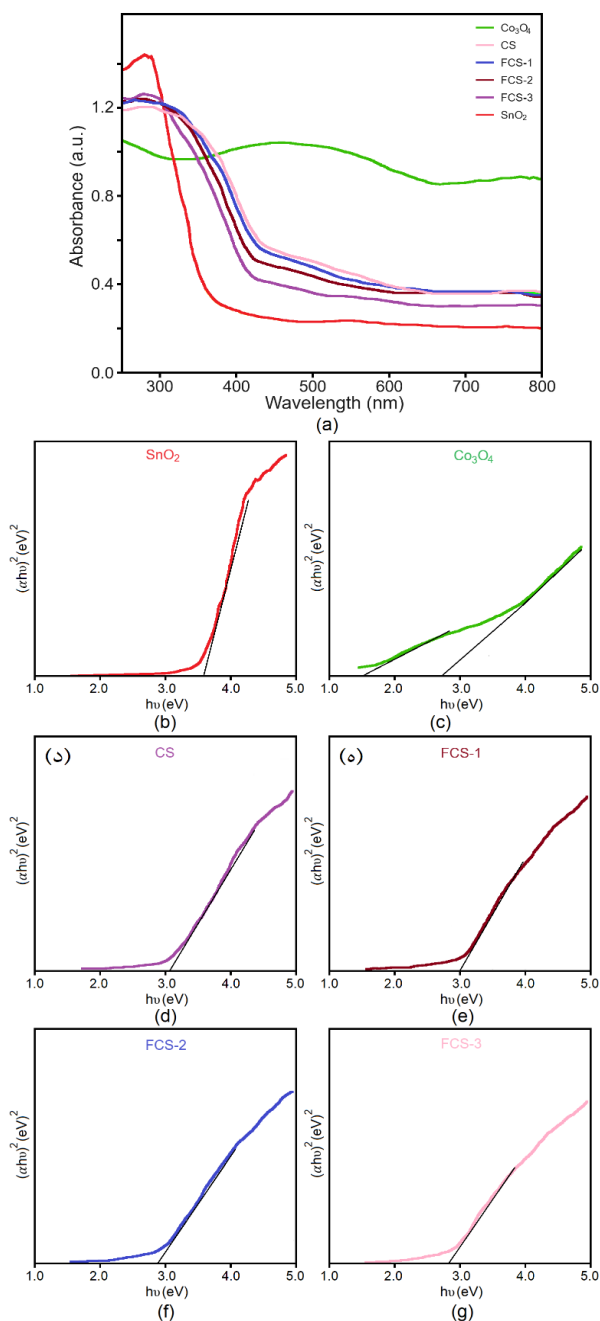 Co₃O₄
CS
FCS-1
FCS-2
FCS-3
SnO₂
1.2
0.8
0.4
0.0
Absorbance (a.u.)
300 400 500 600 700 800
Wavelength (nm)
(a)
SnO₂
(αhυ)² (eV)²
1.0 2.0 3.0 4.0 5.0
hυ (eV)
(b)
Co₃O₄
(αhυ)² (eV)²
1.0 2.0 3.0 4.0 5.0
hυ (eV)
(c)
(د)
CS
(αhυ)² (eV)²
1.0 2.0 3.0 4.0 5.0
hυ (eV)
(d)
(ه)
FCS-1
(αhυ)² (eV)²
1.0 2.0 3.0 4.0 5.0
hυ (eV)
(e)
FCS-2
(αhυ)² (eV)²
1.0 2.0 3.0 4.0 5.0
hυ (eV)
(f)
FCS-3
(αhυ)² (eV)²
1.0 2.0 3.0 4.0 5.0
hυ (eV)
(g)